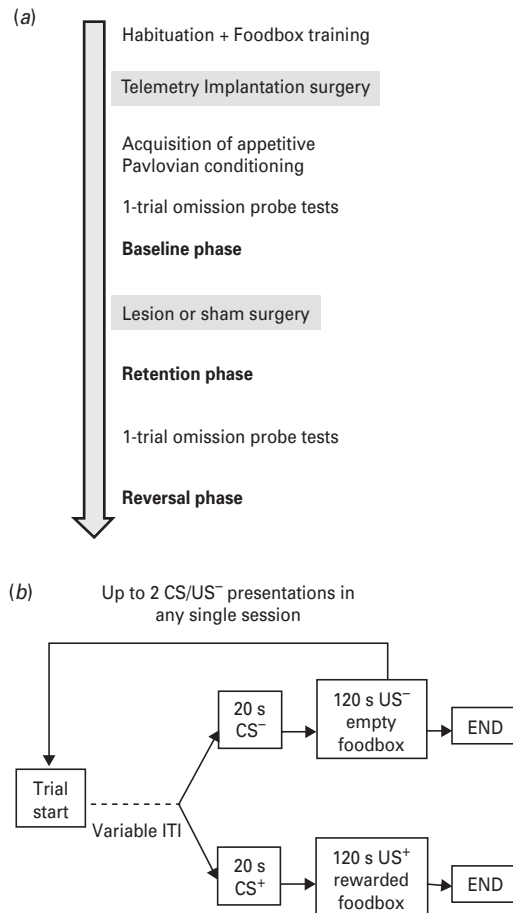 (a)
Habituation + Foodbox training
Telemetry Implantation surgery
Acquisition of appetitive
Pavlovian conditioning
1-trial omission probe tests
Baseline phase
Lesion or sham surgery
Retention phase
1-trial omission probe tests
Reversal phase
(b)
Up to 2 CS/US⁻ presentations in
any single session
20 s
CS⁻
120 s US⁻
empty
foodbox
END
Trial
start
Variable ITI
20 s
CS⁺
120 s US⁺
rewarded
foodbox
END